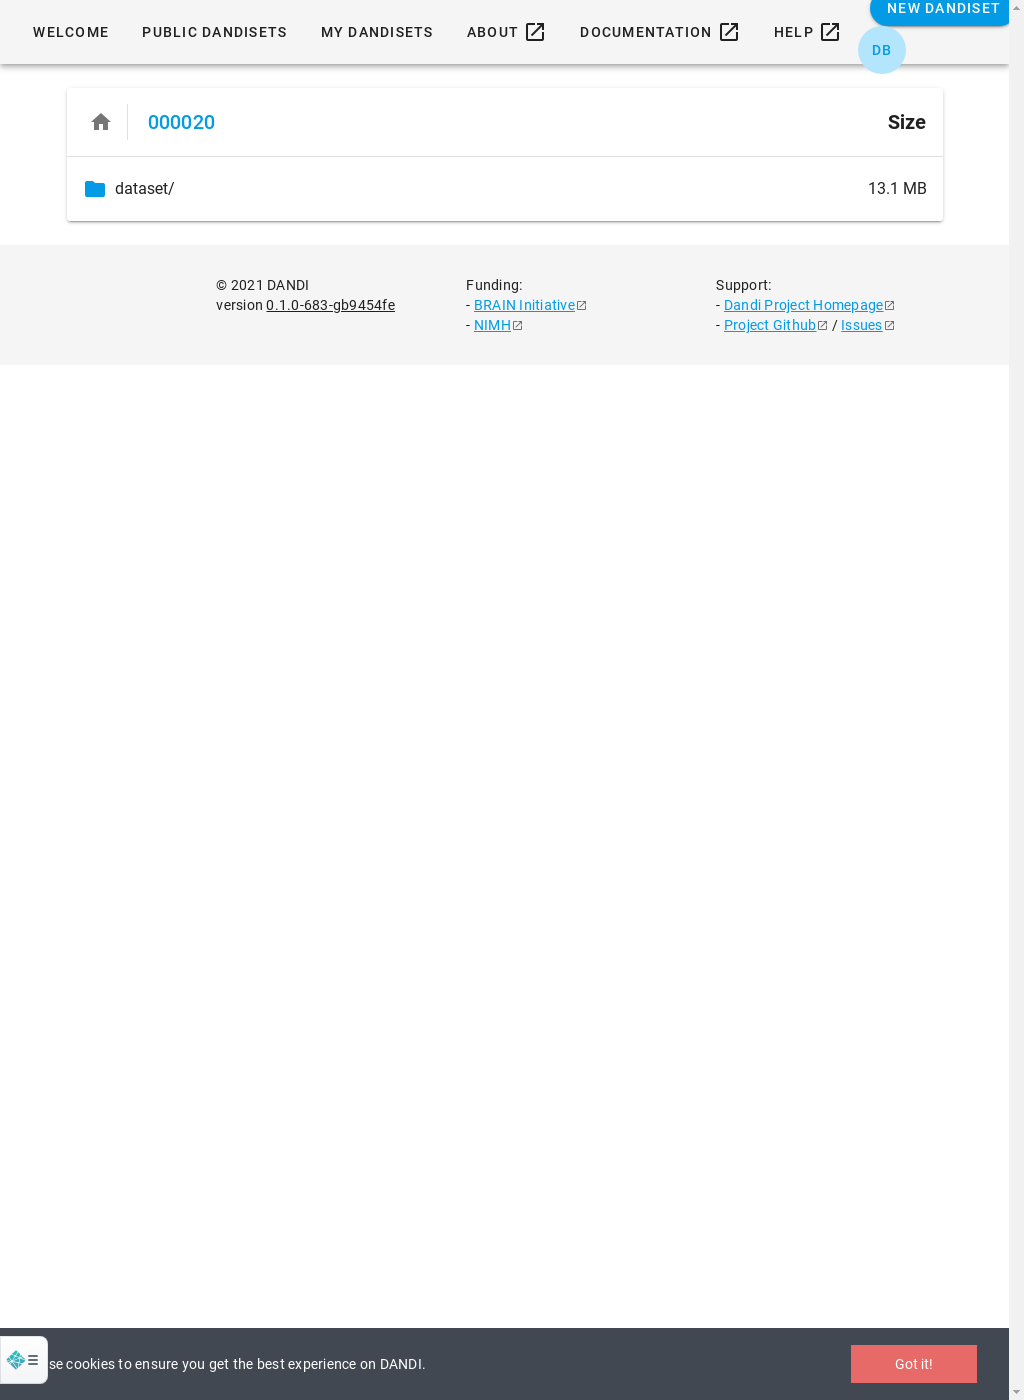 WELCOME PUBLIC DANDISETS MY DANDISETS ABOUT DOCUMENTATION HELP NEW DANDISET
DB
000020 Size
dataset/ 13.1 MB
© 2021 DANDI
version 0.1.0-683-gb9454fe
Funding:
- BRAIN Initiative
- NIMH
Support:
- Dandi Project Homepage
- Project Github / Issues
se cookies to ensure you get the best experience on DANDI.
Got it!